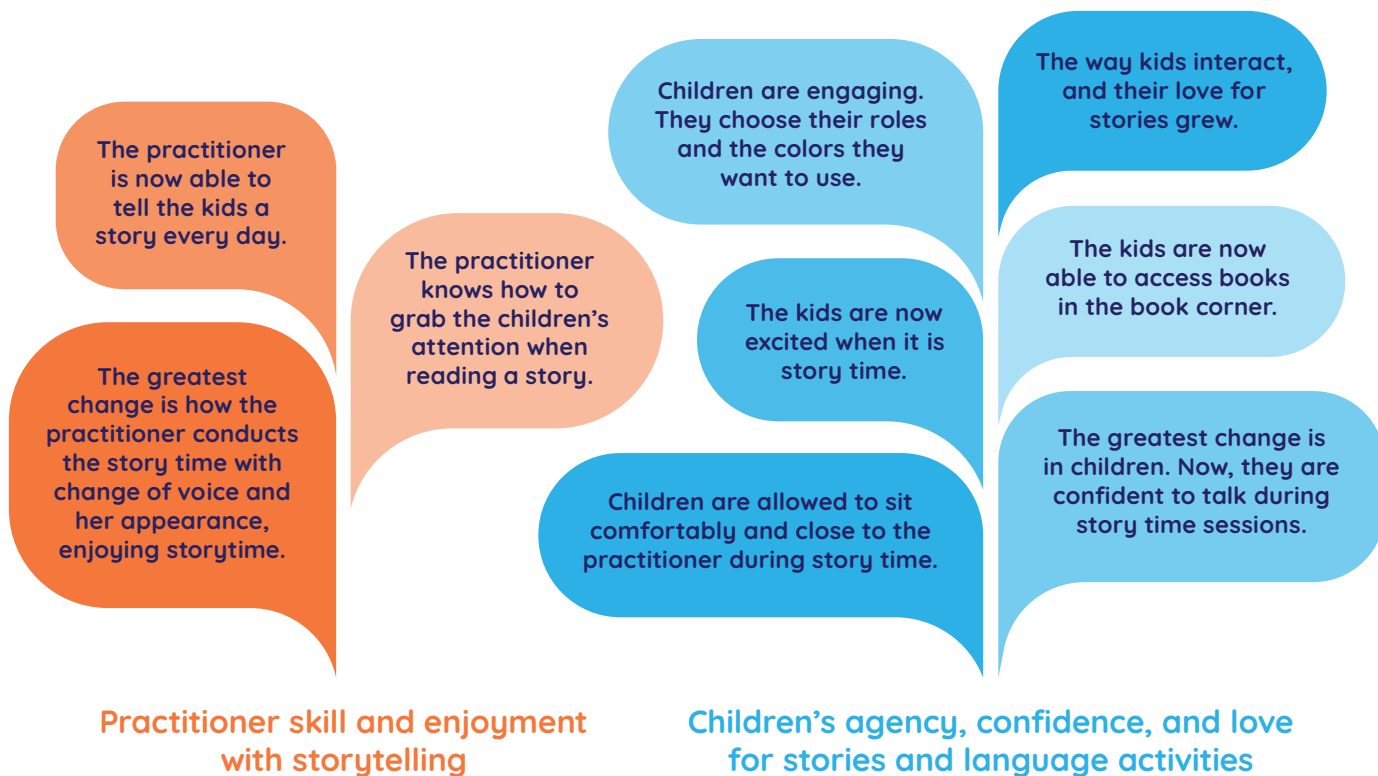 The practitioner
is now able to
tell the kids a
story every day.
The practitioner
knows how to
grab the children’s
attention when
reading a story.
The greatest
change is how the
practitioner conducts
the story time with
change of voice and
her appearance,
enjoying storytime.
Practitioner skill and enjoyment
with storytelling
Children are engaging.
They choose their roles
and the colors they
want to use.
The way kids interact,
and their love for
stories grew.
The kids are now
excited when it is
story time.
The kids are now
able to access books
in the book corner.
Children are allowed to sit
comfortably and close to the
practitioner during story time.
The greatest change is
in children. Now, they are
confident to talk during
story time sessions.
Children’s agency, confidence, and love
for stories and language activities